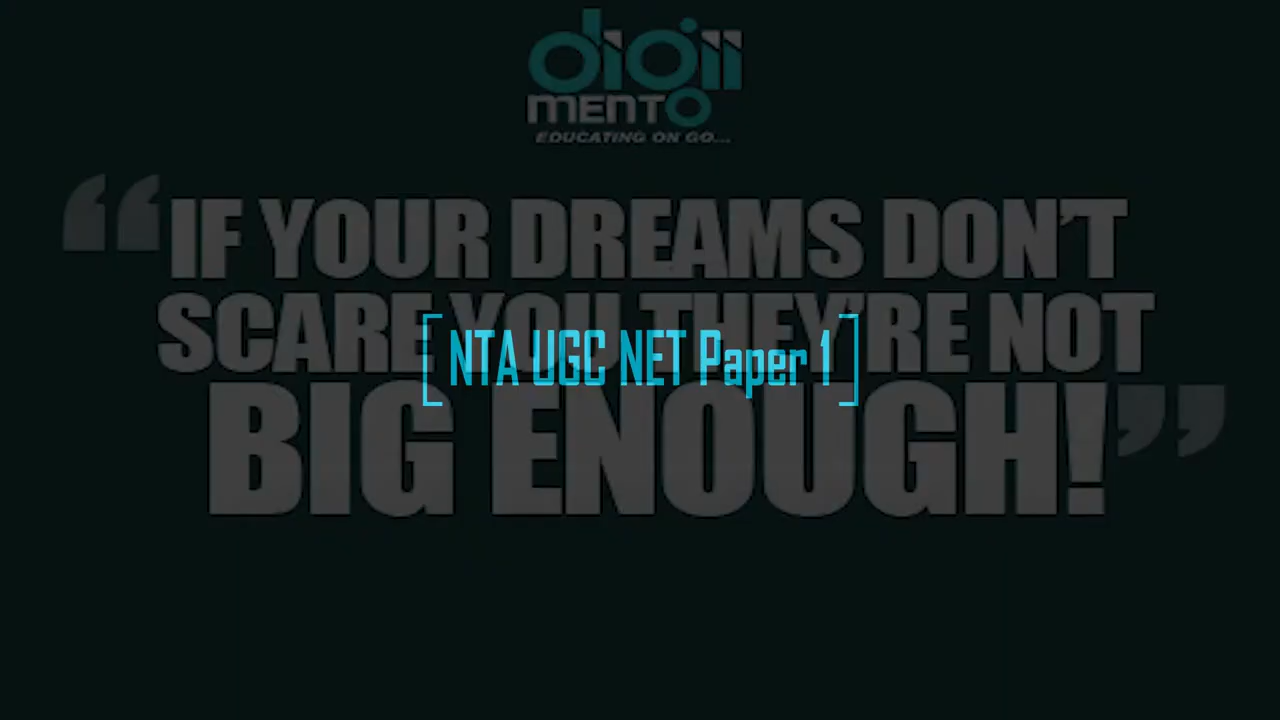 digii
MENTO
EDUCATING ON GO...
“IF YOUR DREAMS DON'T
SCARE YOU THEY'RE NOT
BIG ENOUGH!”
[NTA UGC NET Paper 1]